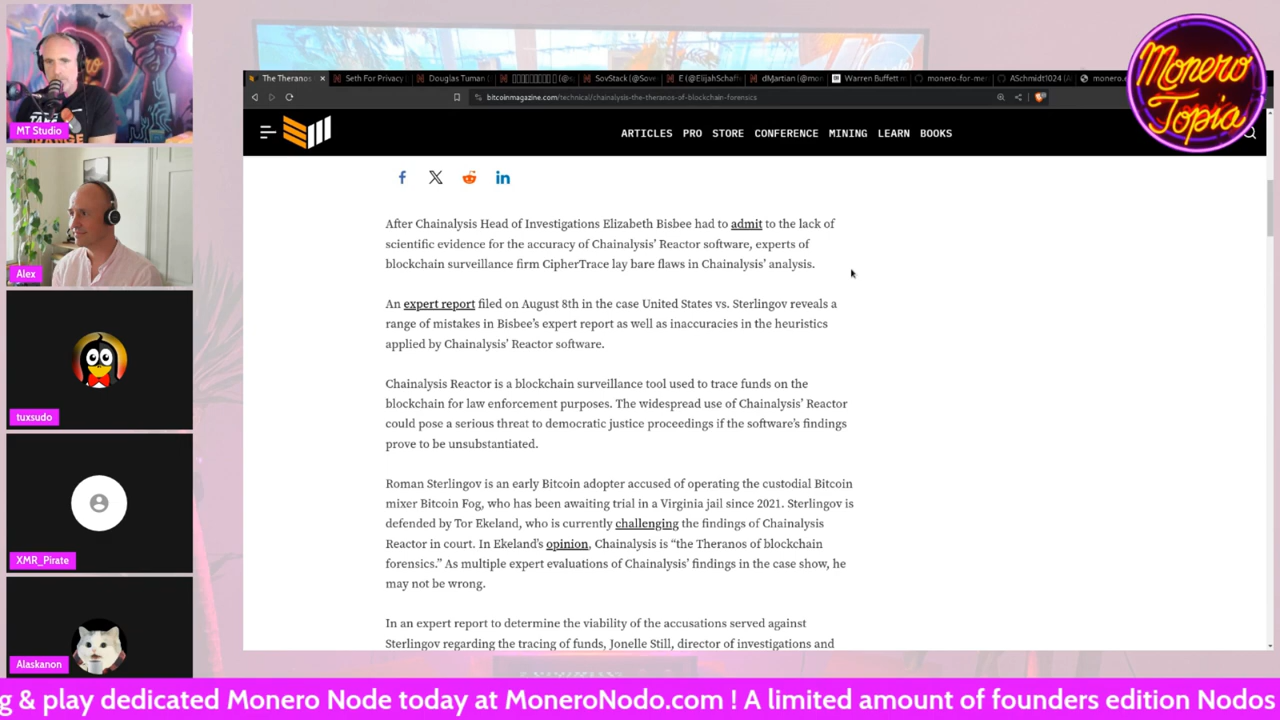 MT Studio
Alex
tuxsudo
XMR_Pirate
Alaskanon
The Theranos
Seth For Privacy
Douglas Tuman (
SovStack (@Sove
E (@ElijahSchaff
dMartian (@mon
Warren Buffett m
monero-for-mer
ASchmidt1024 (A
monero.c
bitcoinmagazine.com/technical/chainalysis-the-theranos-of-blockchain-forensics
Monero
Topia
ARTICLES PRO STORE CONFERENCE MINING LEARN BOOKS
After Chainalysis Head of Investigations Elizabeth Bisbee had to admit to the lack of
scientific evidence for the accuracy of Chainalysis' Reactor software, experts of
blockchain surveillance firm CipherTrace lay bare flaws in Chainalysis' analysis.
An expert report filed on August 8th in the case United States vs. Sterlingov reveals a
range of mistakes in Bisbee's expert report as well as inaccuracies in the heuristics
applied by Chainalysis' Reactor software.
Chainalysis Reactor is a blockchain surveillance tool used to trace funds on the
blockchain for law enforcement purposes. The widespread use of Chainalysis' Reactor
could pose a serious threat to democratic justice proceedings if the software's findings
prove to be unsubstantiated.
Roman Sterlingov is an early Bitcoin adopter accused of operating the custodial Bitcoin
mixer Bitcoin Fog, who has been awaiting trial in a Virginia jail since 2021. Sterlingov is
defended by Tor Ekeland, who is currently challenging the findings of Chainalysis
Reactor in court. In Ekeland's opinion, Chainalysis is “the Theranos of blockchain
forensics.” As multiple expert evaluations of Chainalysis' findings in the case show, he
may not be wrong.
In an expert report to determine the viability of the accusations served against
Sterlingov regarding the tracing of funds, Jonelle Still, director of investigations and
g & play dedicated Monero Node today at MoneroNodo.com ! A limited amount of founders edition Nodos